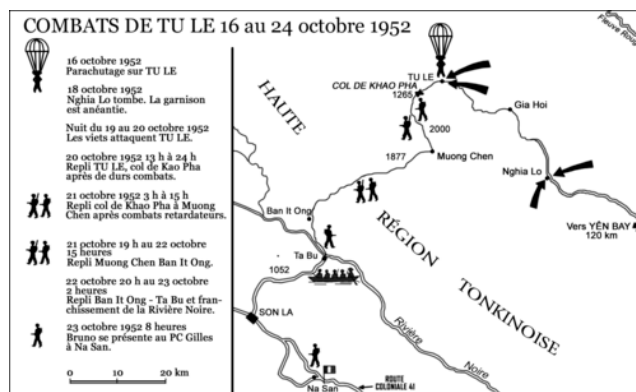 COMBATS DE TU LE 16 au 24 octobre 1952
16 octobre 1952
Parachutage sur TU LE
18 octobre 1952
Nghia Lo tombe. La garnison
est anéantie.
Nuit du 19 au 20 octobre 1952
Les viets attaquent TU LE.
20 octobre 1952 13 h à 24 h
Repli TU LE, col de Kao Pha
après de durs combats.
21 octobre 1952 3 h à 15 h
Repli col de Khao Pha à Muong
Chen après combats retardateurs.
21 pctobre 19 h au 22 octobre
15 heures
Repli Muong Chen Ban It Ong.
22 octobre 20 h au 23 octobre
2 heures
Repli Ban It Ong - Ta Bu et fran-
chissement de la Rivière Noire.
23 octobre 1952 8 heures
Bruno se présente au PC Gilles
à Na San.
0 10 20 km
Fleuve Rouge
TU LE
COL DE KHAO PHA
1265
Gia Hoi
HAUTE
2000
1877
Muong Chen
Nghia Lo
Ban It Ong
RÉGION
Vers YÊN BAY
120 km
Ta Bu
1052
TONKINOISE
SON LA
Rivière
Noire
Na San
ROUTE
COLONIALE 41